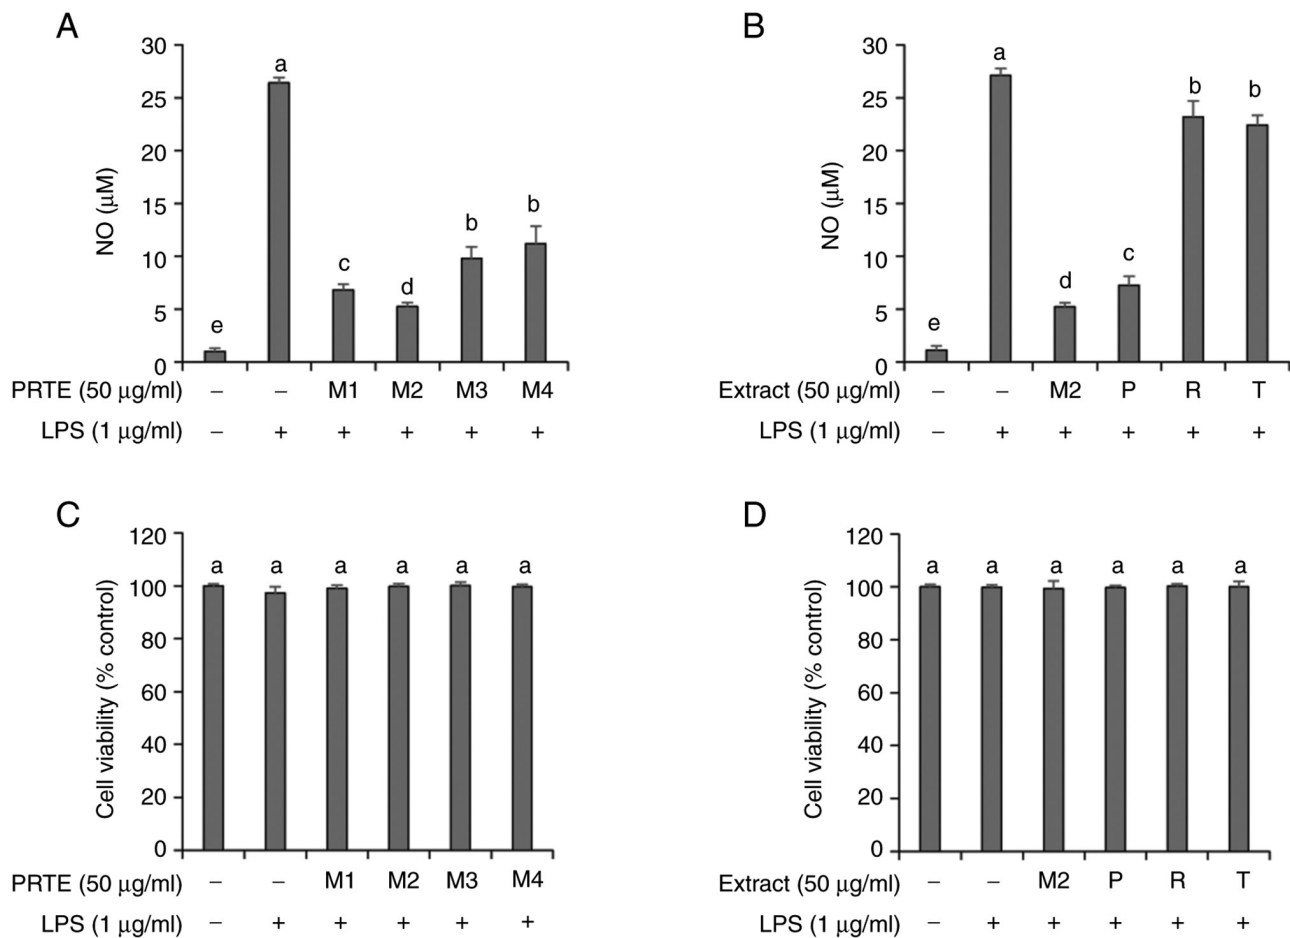 A
30
25
20
15
10
5
0
NO (μM)
e
a
c
d
b
b
PRTE (50 μg/ml) – – M1 M2 M3 M4
LPS (1 μg/ml) – + + + + +
B
30
25
20
15
10
5
0
NO (μM)
e
a
d
c
b
b
Extract (50 μg/ml) – – M2 P R T
LPS (1 μg/ml) – + + + + +
C
120
100
80
60
40
20
0
Cell viability (% control)
a a a a a a
PRTE (50 μg/ml) – – M1 M2 M3 M4
LPS (1 μg/ml) – + + + + +
D
120
100
80
60
40
20
0
Cell viability (% control)
a a a a a a
Extract (50 μg/ml) – – M2 P R T
LPS (1 μg/ml) – + + + + +